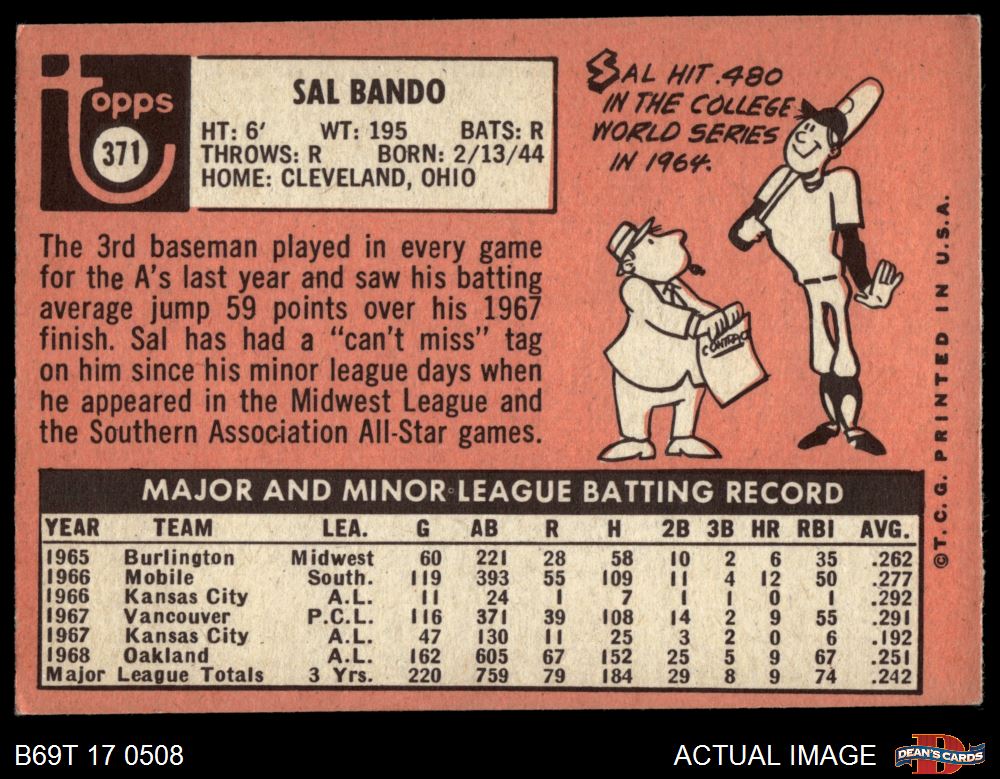 Topps
371
SAL BANDO
HT: 6' WT: 195 BATS: R
THROWS: R BORN: 2/13/44
HOME: CLEVELAND, OHIO
SAL HIT .480
IN THE COLLEGE
WORLD SERIES
IN 1964.
CONTRACT
The 3rd baseman played in every game
for the A's last year and saw his batting
average jump 59 points over his 1967
finish. Sal has had a "can't miss" tag
on him since his minor league days when
he appeared in the Midwest League and
the Southern Association All-Star games.
©T. C. G. PRINTED IN U.S.A.
MAJOR AND MINOR LEAGUE BATTING RECORD
YEAR TEAM LEA. G AB R H 2B 3B HR RBI AVG.
1965 Burlington Midwest 60 221 28 58 10 2 6 35 .262
1966 Mobile South. 119 393 55 109 11 4 12 50 .277
1966 Kansas City A.L. 11 24 1 7 1 1 0 1 .292
1967 Vancouver P.C.L. 116 371 39 108 14 2 9 55 .291
1967 Kansas City A.L. 47 130 11 25 3 2 0 6 .192
1968 Oakland A.L. 162 605 67 152 25 5 9 67 .251
Major League Totals 3 Yrs. 220 759 79 184 29 8 9 74 .242
B69T 17 0508
ACTUAL IMAGE
DEAN'S CARDS